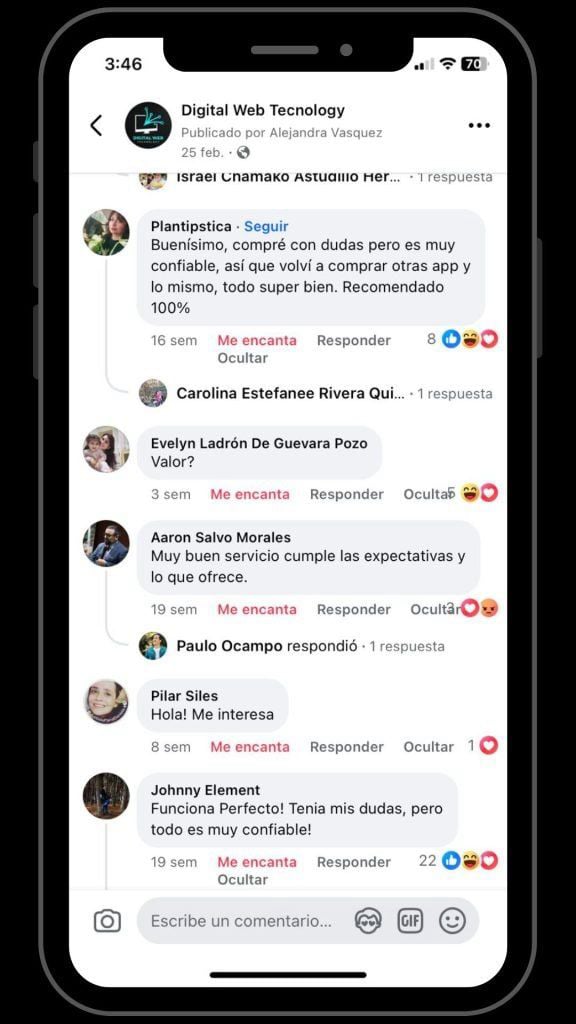 3:46
70
Digital Web Tecnology
Publicado por Alejandra Vasquez
25 feb. ·
DIGITAL WEB
Israel Chamako Astudillo Her... · 1 respuesta
Plantipstica · Seguir
Buenísimo, compré con dudas pero es muy
confiable, así que volví a comprar otras app y
lo mismo, todo super bien. Recomendado
100%
16 sem Me encanta Responder 8
Ocultar
Carolina Estefanee Rivera Qui... · 1 respuesta
Evelyn Ladrón De Guevara Pozo
Valor?
3 sem Me encanta Responder Ocultar 5
Aaron Salvo Morales
Muy buen servicio cumple las expectativas y
lo que ofrece.
19 sem Me encanta Responder Ocultar 3
Paulo Ocampo respondió · 1 respuesta
Pilar Siles
Hola! Me interesa
8 sem Me encanta Responder Ocultar 1
Johnny Element
Funciona Perfecto! Tenia mis dudas, pero
todo es muy confiable!
19 sem Me encanta Responder 22
Ocultar
Escribe un comentario... GIF